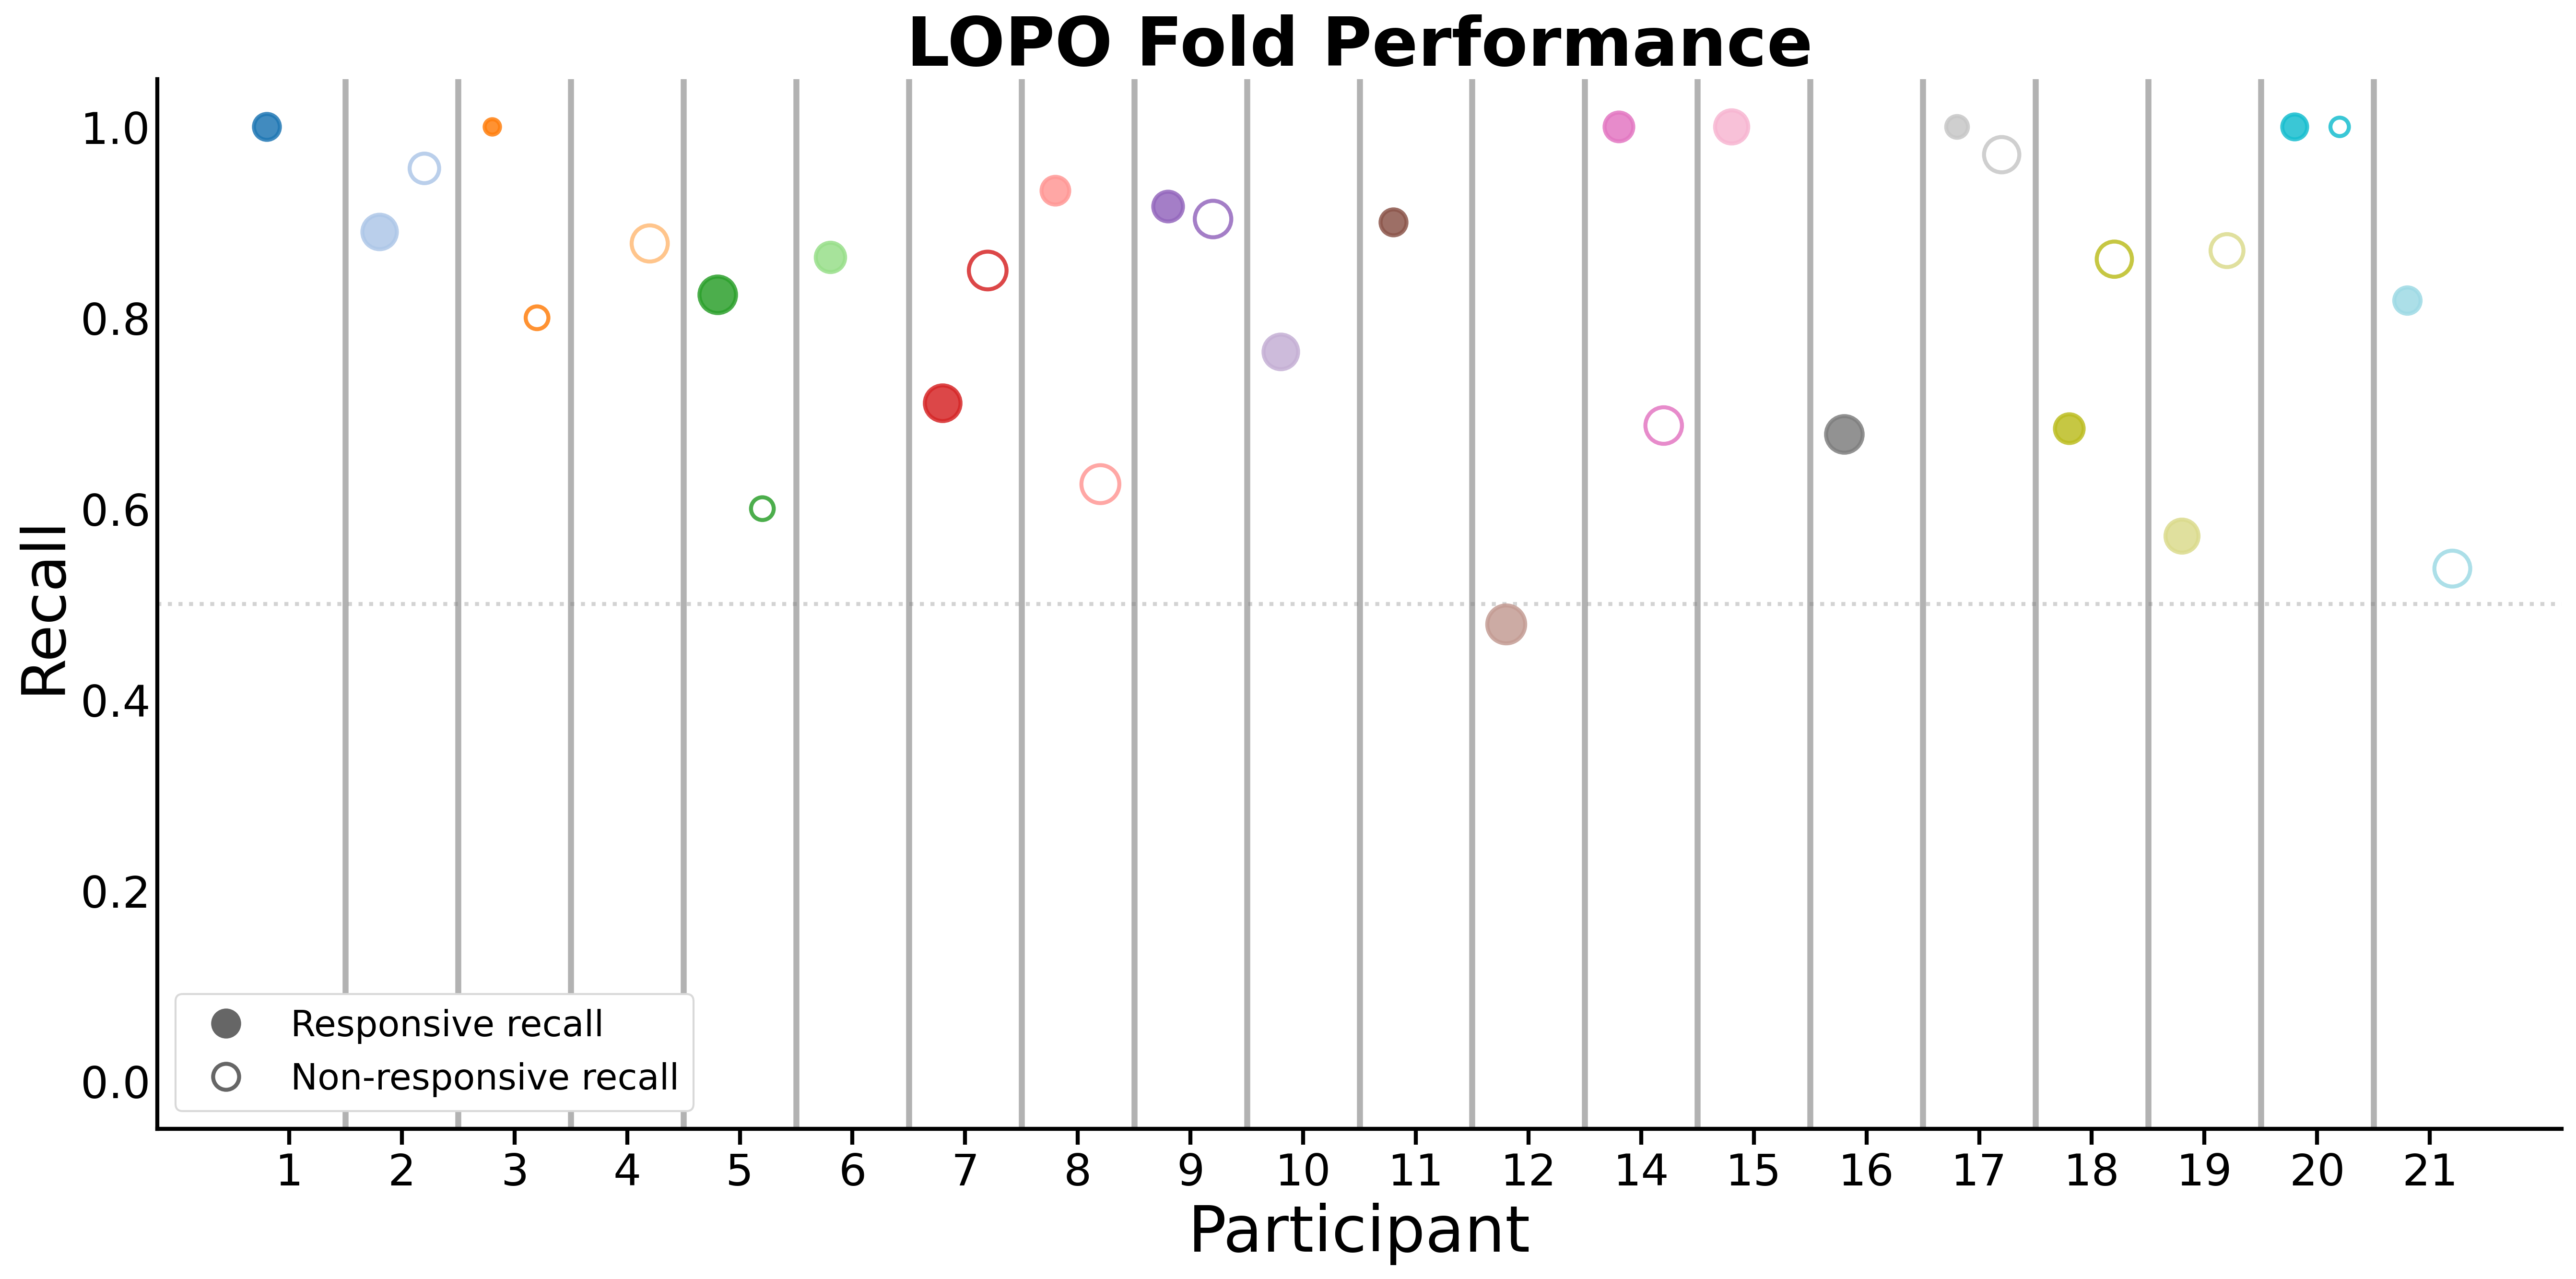 LOPO Fold Performance
Recall
1.0
0.8
0.6
0.4
0.2
0.0
Responsive recall
Non-responsive recall
1 2 3 4 5 6 7 8 9 10 11 12 14 15 16 17 18 19 20 21
Participant